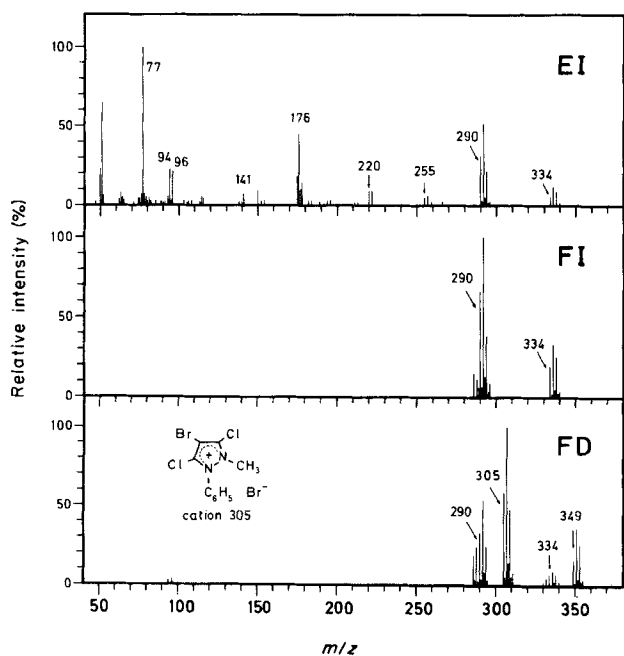 EI
Relative intensity (%)
100
50
0
77
94
96
141
176
220
255
290
334
FI
100
50
0
290
334
FD
100
50
0
Br
Cl
Cl
+
N
N
CH₃
C₆H₅
Br⁻
cation 305
290
305
334
349
50
100
150
200
250
300
350
m/z